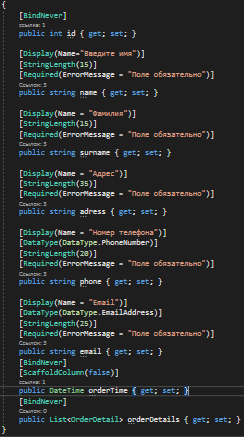 {
[BindNever]
ссылка: 1
public int id { get; set; }
[Display(Name="Введите имя")]
[StringLength(15)]
[Required(ErrorMessage = "Поле обязательно")]
Ссылок: 3
public string name { get; set; }
[Display(Name = "Фамилия")]
[StringLength(15)]
[Required(ErrorMessage = "Поле обязательно")]
Ссылок: 3
public string surname { get; set; }
[Display(Name = "Адрес")]
[StringLength(35)]
[Required(ErrorMessage = "Поле обязательно")]
Ссылок: 3
public string adress { get; set; }
[Display(Name = "Номер телефона")]
[DataType(DataType.PhoneNumber)]
[StringLength(20)]
[Required(ErrorMessage = "Поле обязательно")]
Ссылок: 3
public string phone { get; set; }
[Display(Name = "Email")]
[DataType(DataType.EmailAddress)]
[StringLength(25)]
[Required(ErrorMessage = "Поле обязательно")]
Ссылок: 3
public string email { get; set; }
[BindNever]
[ScaffoldColumn(false)]
ссылка: 1
public DateTime orderTime { get; set; }
[BindNever]
Ссылок: 0
public List<OrderDetail> orderDetails { get; set; }
}